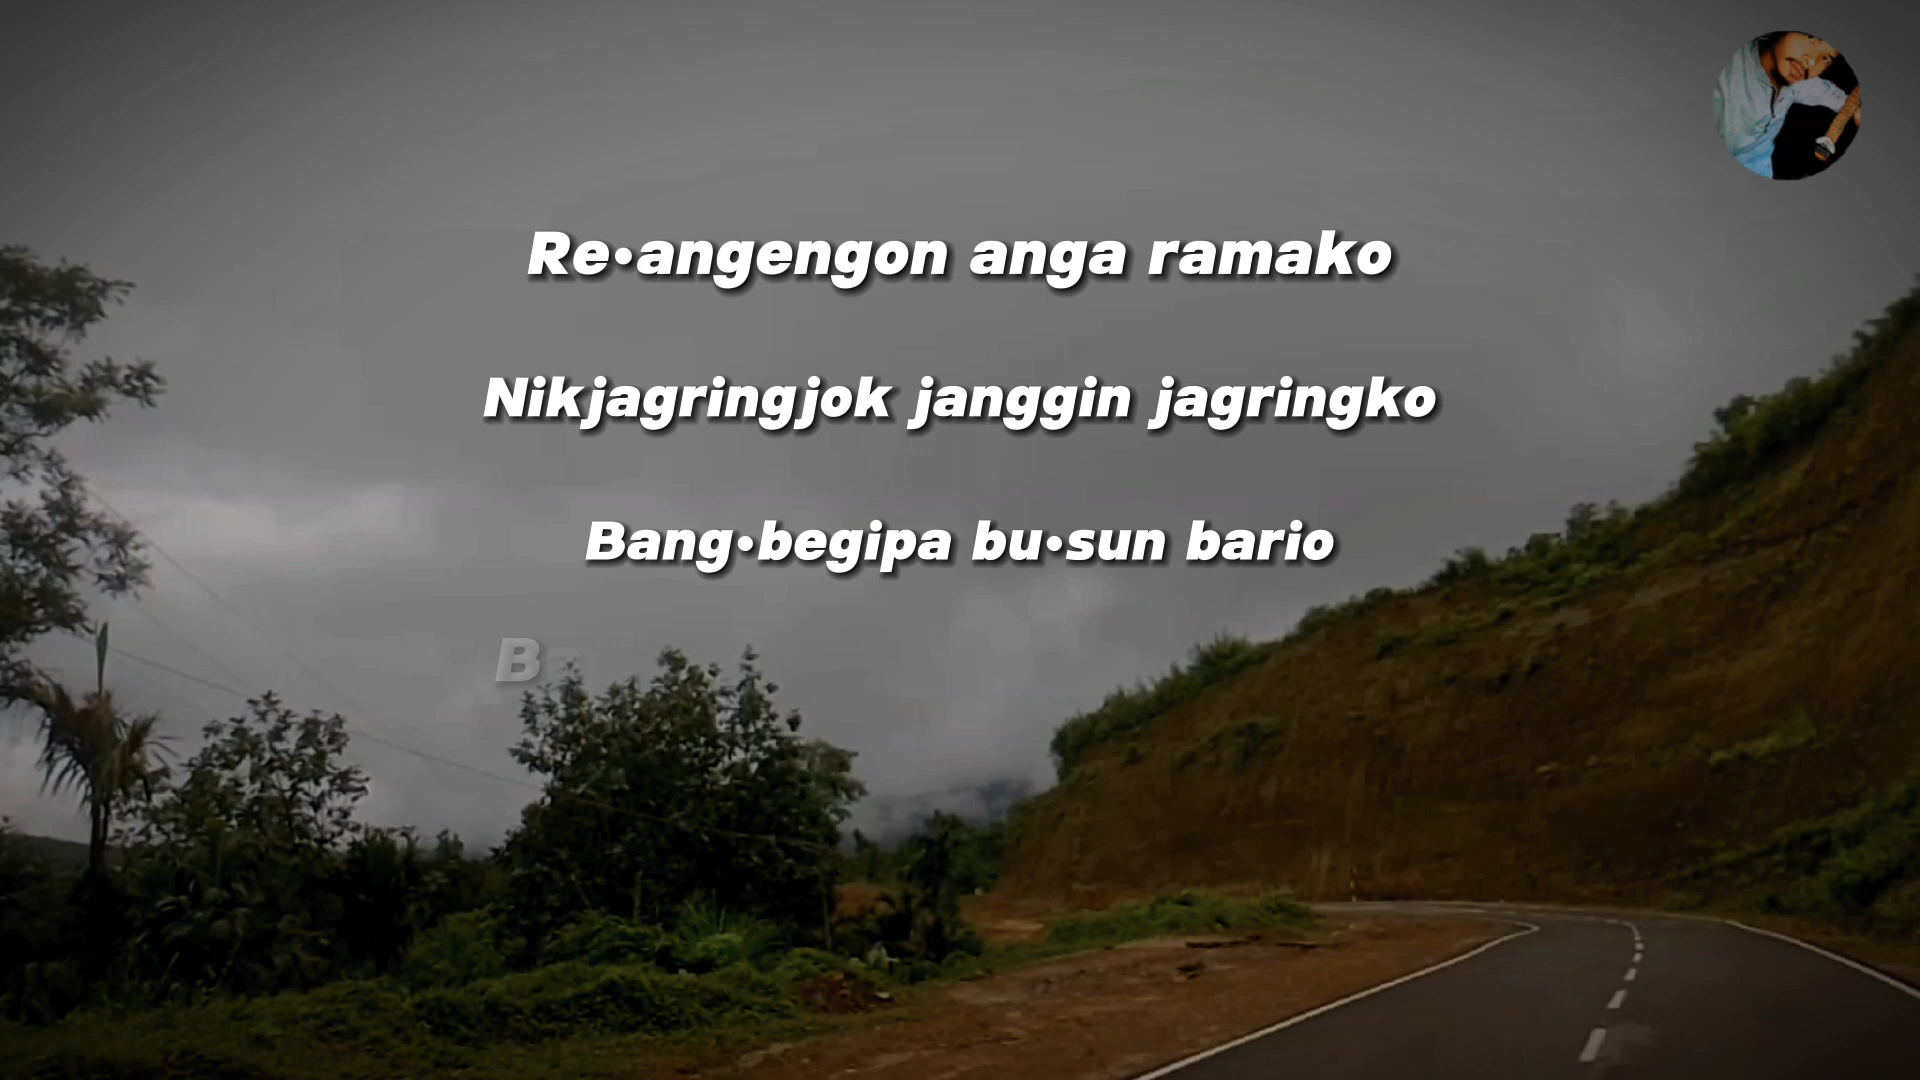 Re•angengon anga ramako
Nikjagringjok janggin jagringko
Bang•begipa bu•sun bario
B